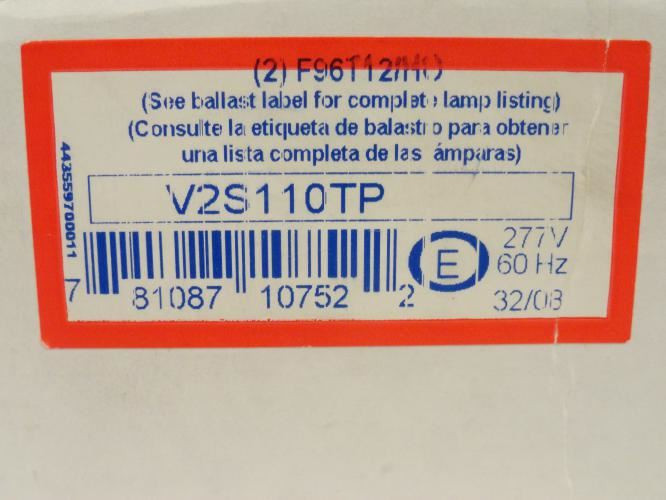 (2) F96T12/HO
(See ballast label for complete lamp listing)
(Consulte la etiqueta de balastro para obtener
una lista completa de las ámparas)
443559700011
V2S110TP
7 81087 10752 2
E
277V
60 Hz
32/08